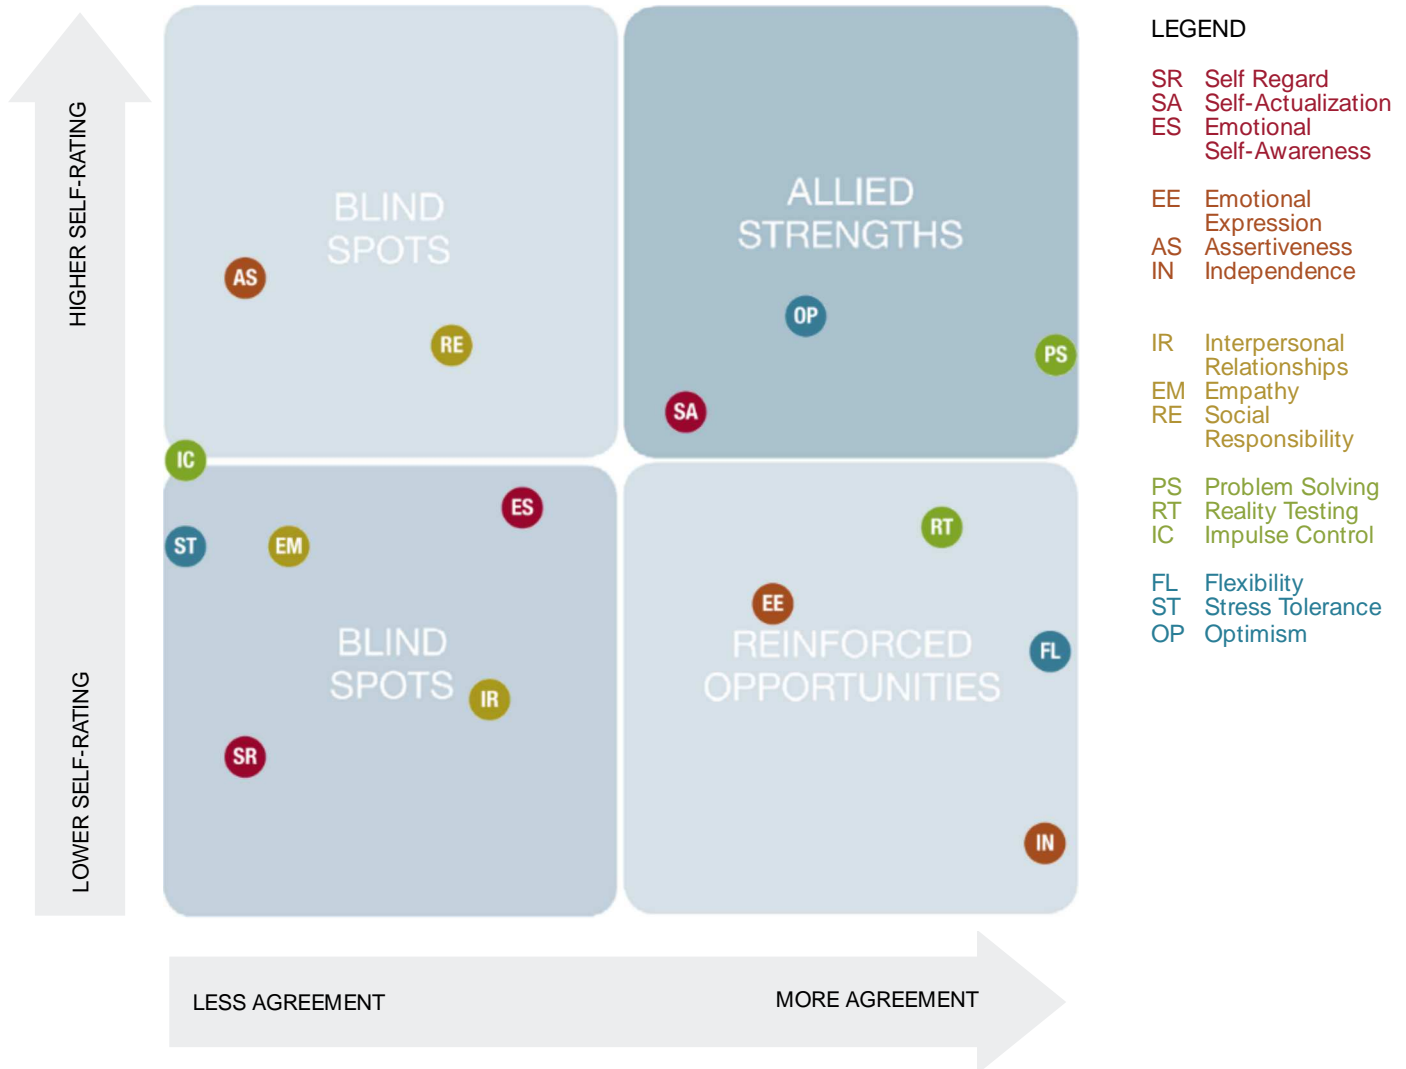 HIGHER SELF-RATING
LOWER SELF-RATING
BLIND
SPOTS
AS
RE
ALLIED
STRENGTHS
OP
PS
SA
IC
ES
ST
EM
BLIND
SPOTS
IR
SR
RT
EE
REINFORCED
OPPORTUNITIES
FL
IN
LESS AGREEMENT
MORE AGREEMENT
LEGEND
SR Self Regard
SA Self-Actualization
ES Emotional
Self-Awareness
EE Emotional
Expression
AS Assertiveness
IN Independence
IR Interpersonal
Relationships
EM Empathy
RE Social
Responsibility
PS Problem Solving
RT Reality Testing
IC Impulse Control
FL Flexibility
ST Stress Tolerance
OP Optimism